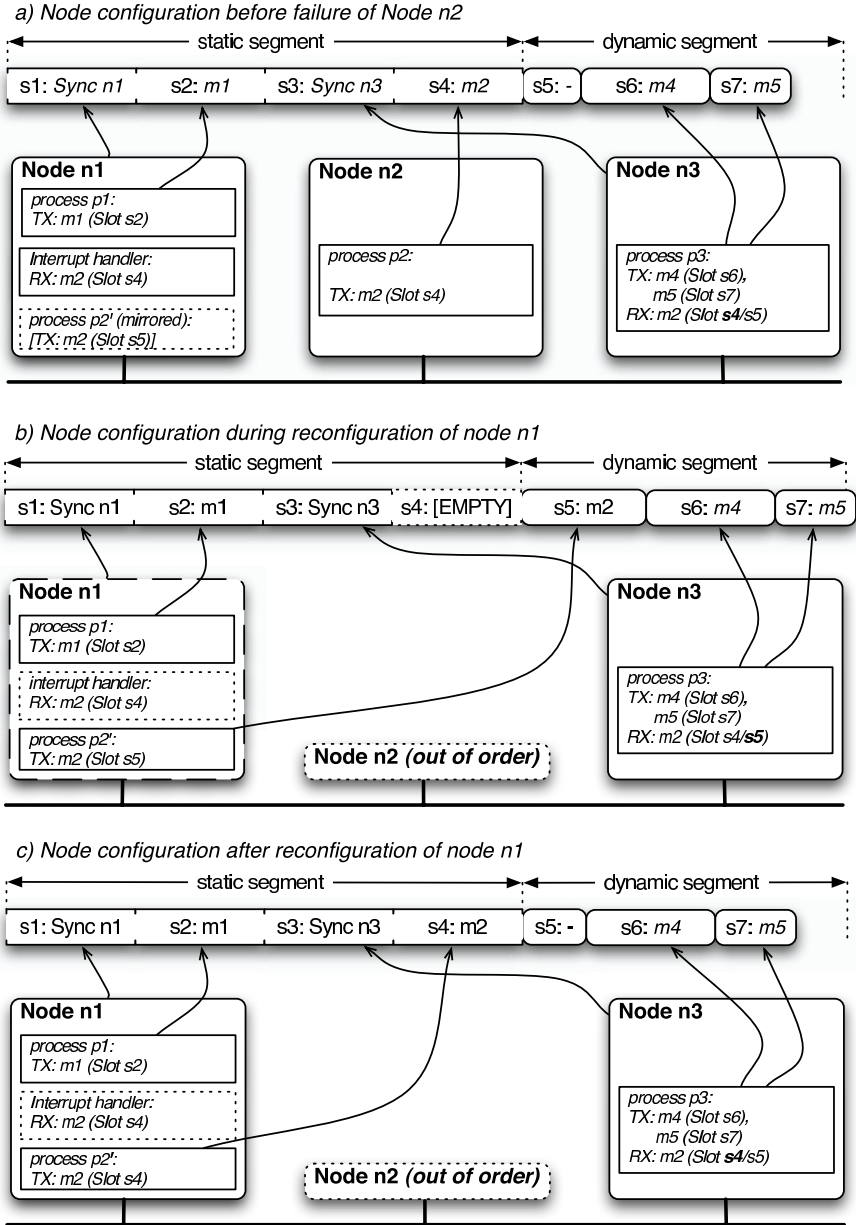 a) Node configuration before failure of Node n2
static segment
dynamic segment
s1: Sync n1
s2: m1
s3: Sync n3
s4: m2
s5: -
s6: m4
s7: m5
Node n1
process p1:
TX: m1 (Slot s2)
Interrupt handler:
RX: m2 (Slot s4)
process p2' (mirrored):
[TX: m2 (Slot s5)]
Node n2
process p2:
TX: m2 (Slot s4)
Node n3
process p3:
TX: m4 (Slot s6),
m5 (Slot s7)
RX: m2 (Slot s4/s5)
b) Node configuration during reconfiguration of node n1
static segment
dynamic segment
s1: Sync n1
s2: m1
s3: Sync n3
s4: [EMPTY]
s5: m2
s6: m4
s7: m5
Node n1
process p1:
TX: m1 (Slot s2)
interrupt handler:
RX: m2 (Slot s4)
process p2':
TX: m2 (Slot s5)
Node n2 (out of order)
Node n3
process p3:
TX: m4 (Slot s6),
m5 (Slot s7)
RX: m2 (Slot s4/s5)
c) Node configuration after reconfiguration of node n1
static segment
dynamic segment
s1: Sync n1
s2: m1
s3: Sync n3
s4: m2
s5: -
s6: m4
s7: m5
Node n1
process p1:
TX: m1 (Slot s2)
Interrupt handler:
RX: m2 (Slot s4)
process p2':
TX: m2 (Slot s4)
Node n2 (out of order)
Node n3
process p3:
TX: m4 (Slot s6),
m5 (Slot s7)
RX: m2 (Slot s4/s5)